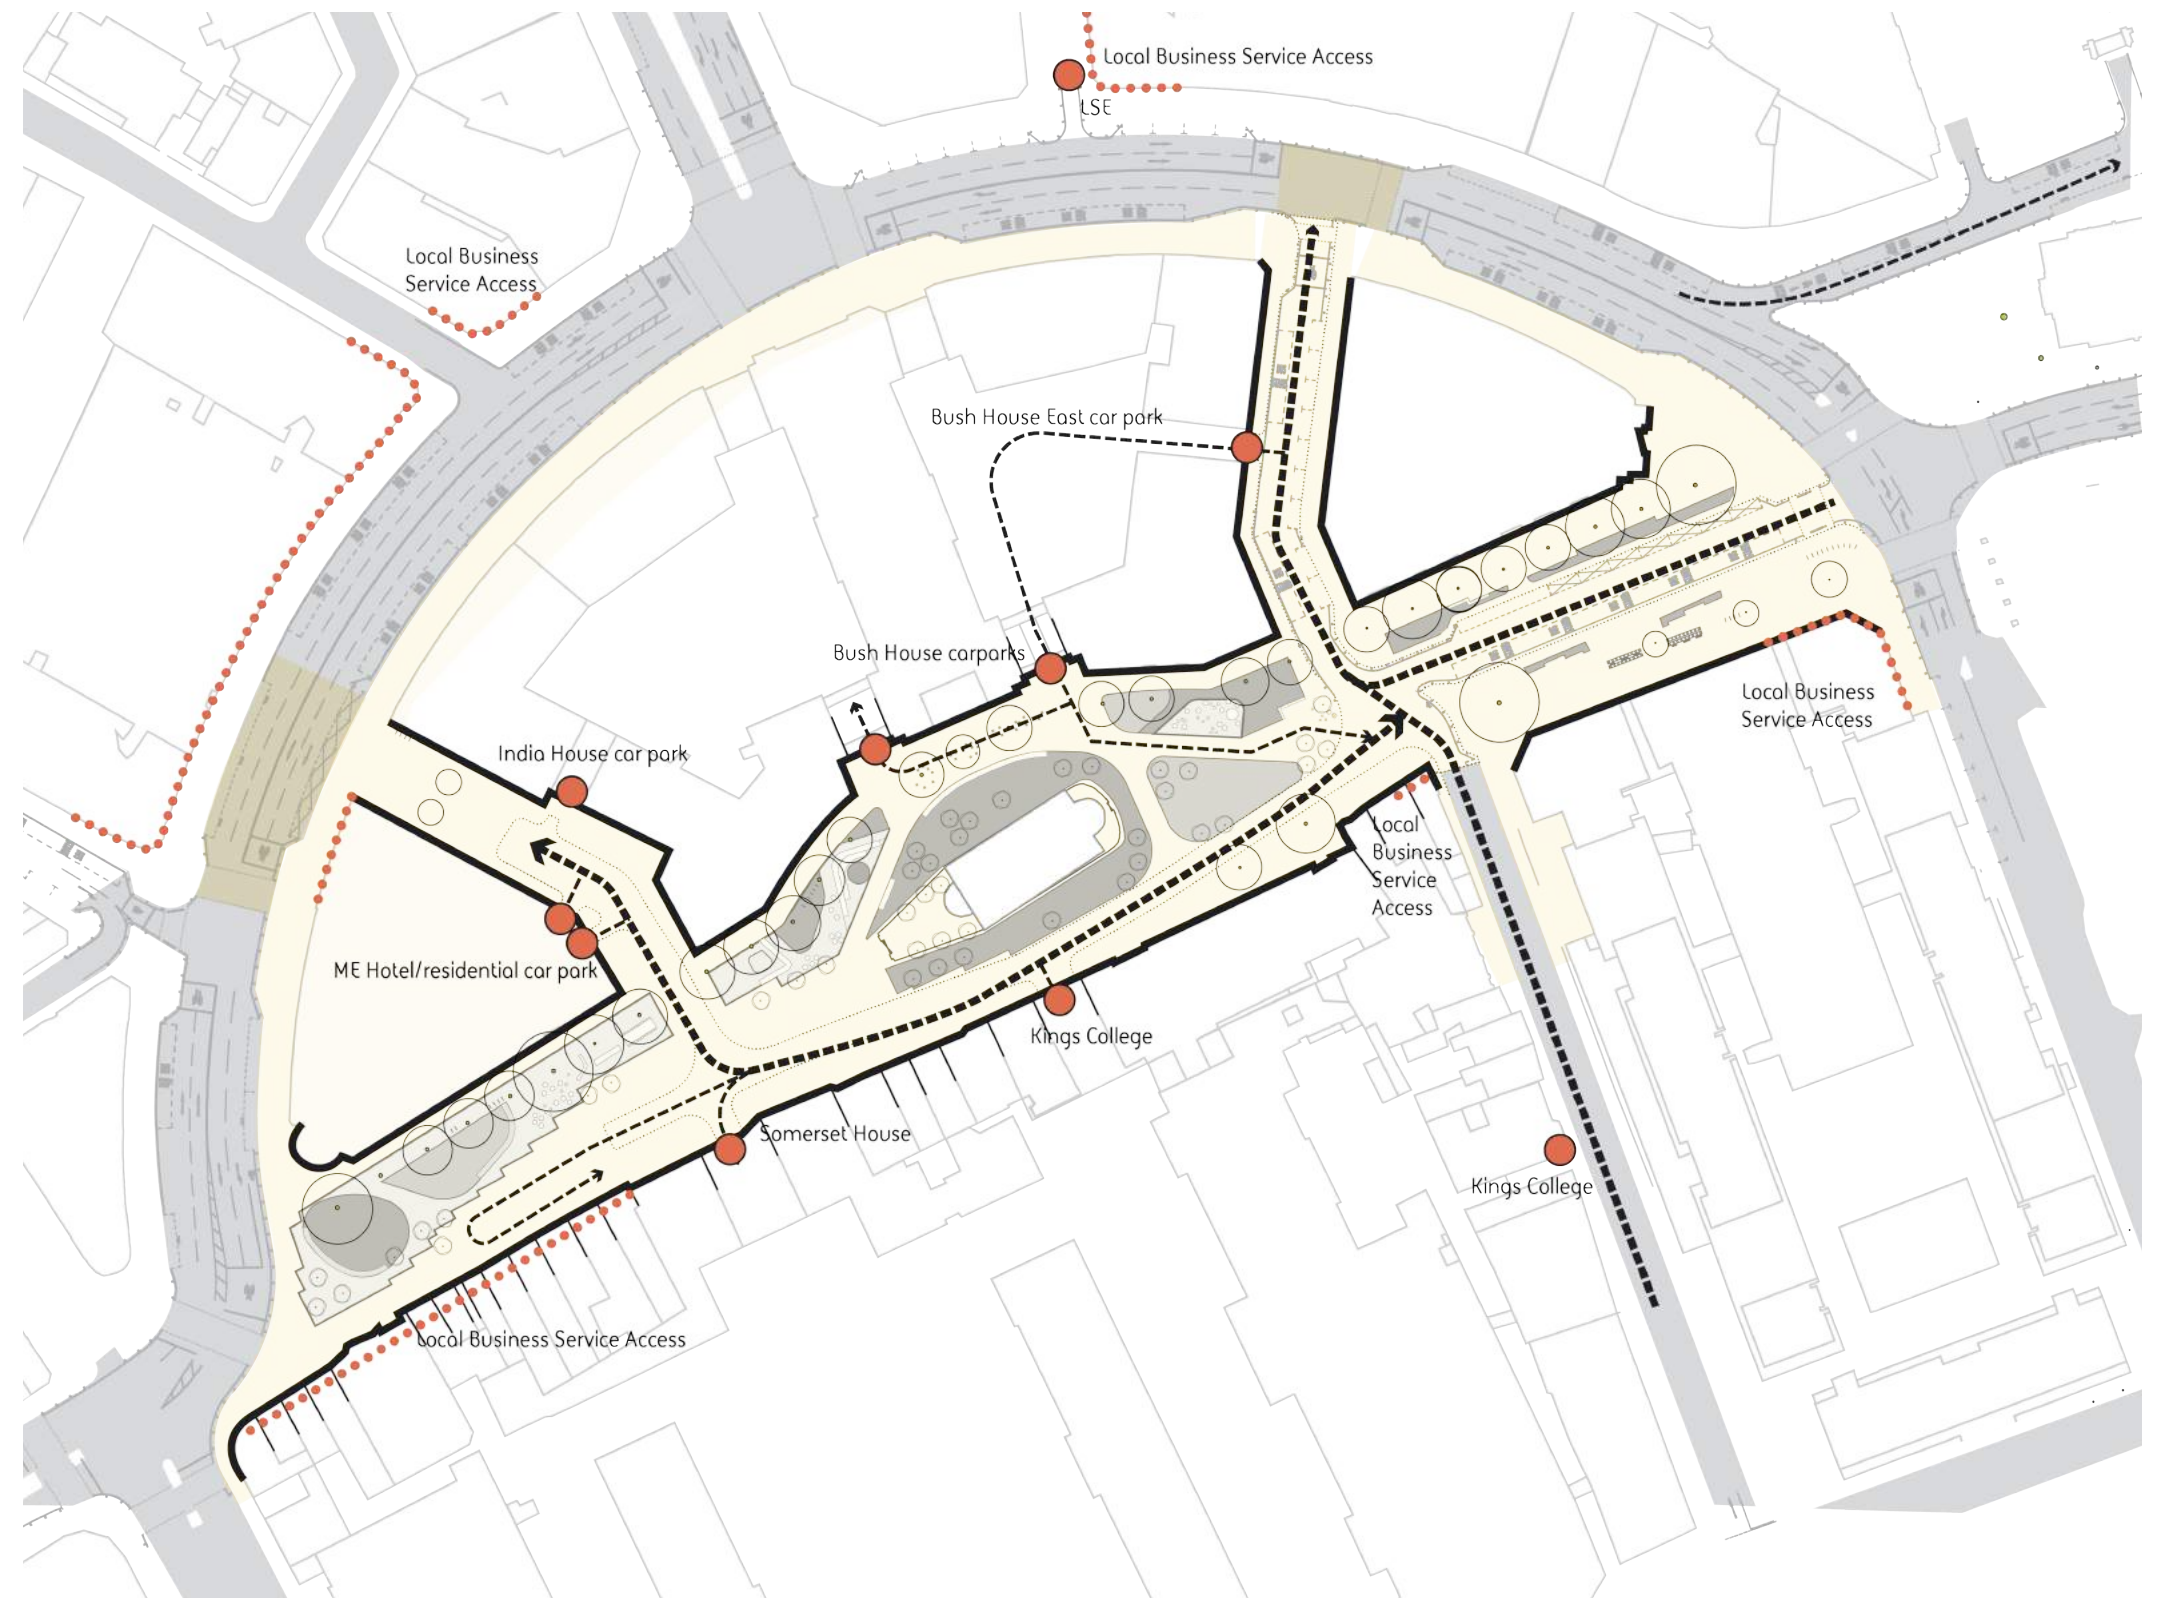 Local Business Service Access
LSE
Local Business
Service Access
Bush House East car park
Bush House carparks
Local Business
Service Access
India House car park
Local
Business
Service
Access
ME Hotel/residential car park
Kings College
Somerset House
Kings College
Local Business Service Access